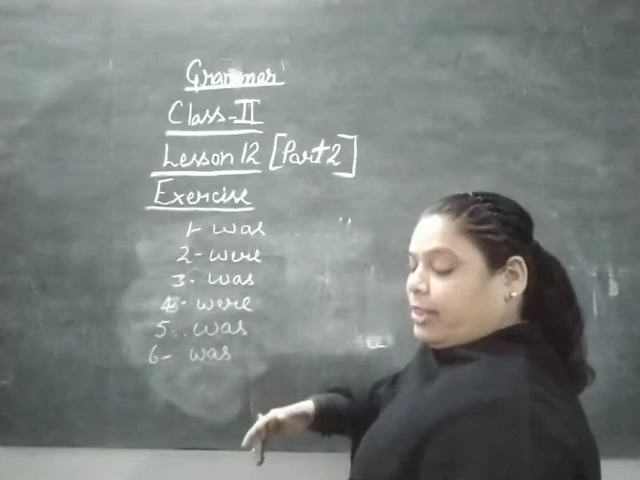 Grammar
Class-II
Lesson 12 [Part 2]
Exercise
1- was
2- were
3- was
4- were
5- was
6- was